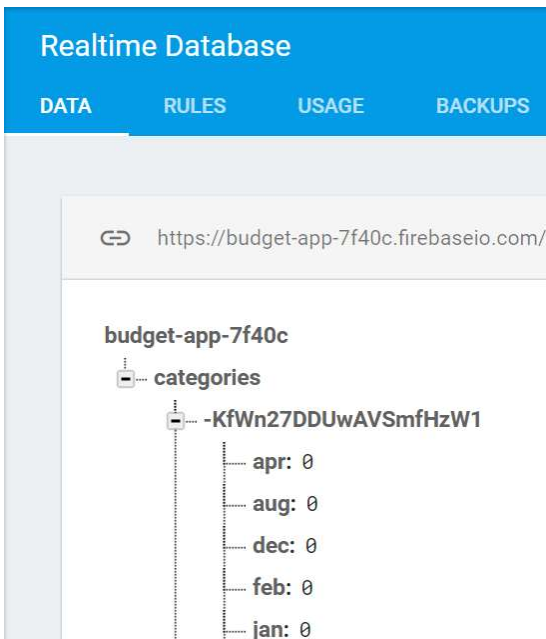 Realtime Database
DATA RULES USAGE BACKUPS
https://budget-app-7f40c.firebaseio.com/
budget-app-7f40c
categories
-KfWn27DDUwAVSmfHzW1
apr: 0
aug: 0
dec: 0
feb: 0
jan: 0